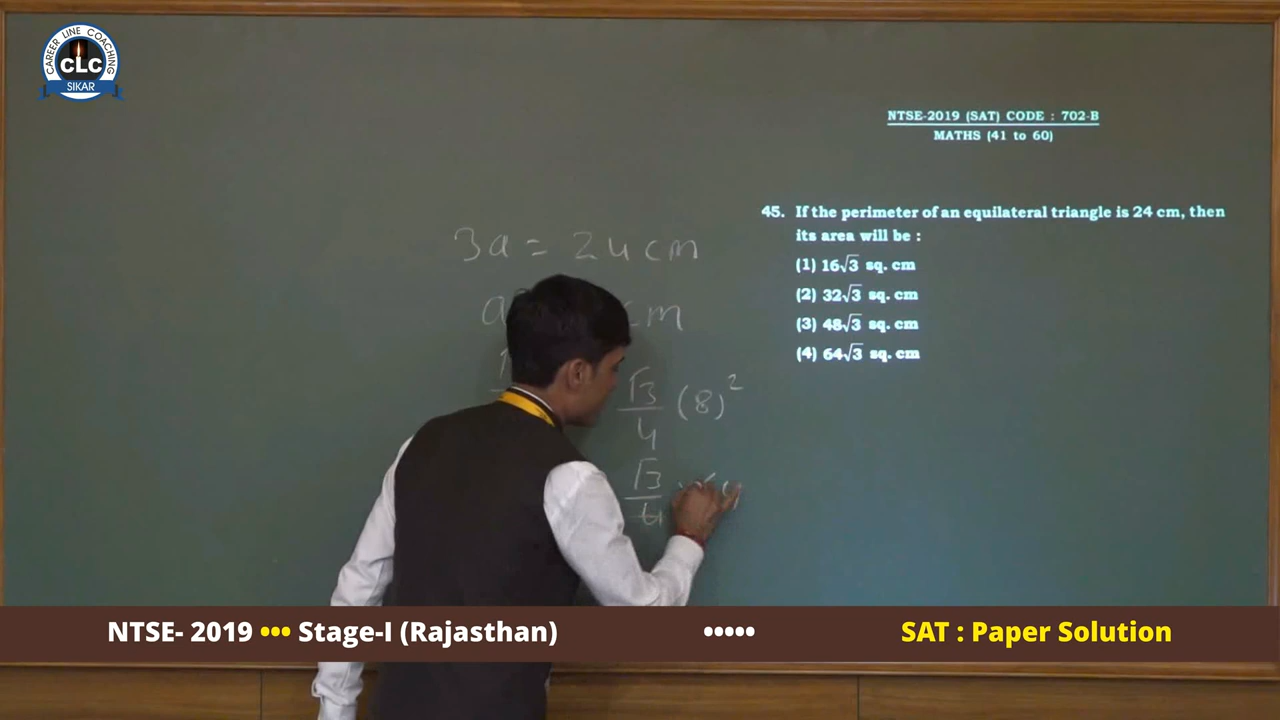 CAREER LINE COACHING
CLC
SIKAR
NTSE-2019 (SAT) CODE : 702-B
MATHS (41 to 60)
45. If the perimeter of an equilateral triangle is 24 cm, then
its area will be :
(1) 16√3 sq. cm
(2) 32√3 sq. cm
(3) 48√3 sq. cm
(4) 64√3 sq. cm
3a = 24 cm
a cm
√3/4 (8)²
√3/4
NTSE- 2019 ••• Stage-I (Rajasthan) ••••• SAT : Paper Solution